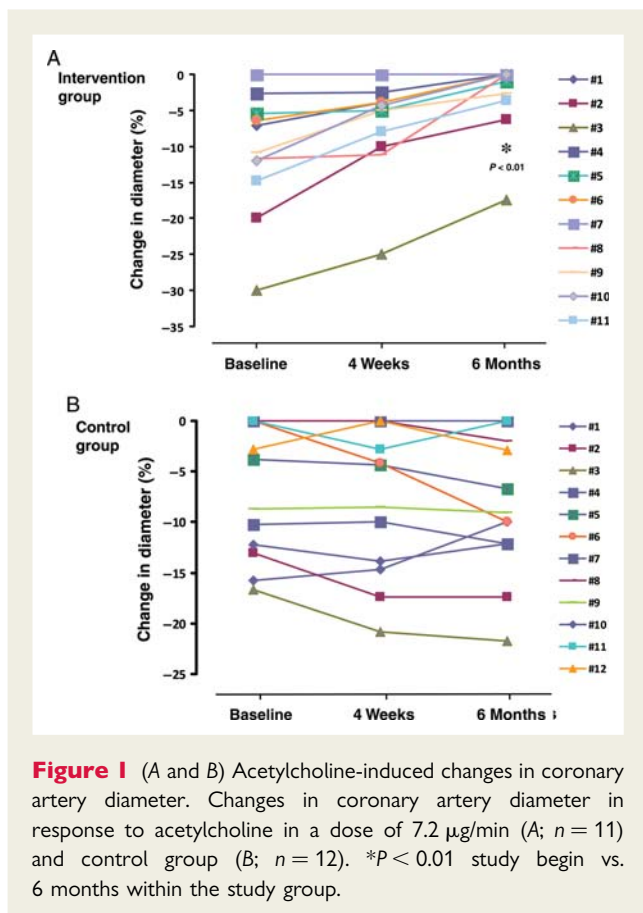 A
Intervention
group
Change in diameter (%)
0
−5
−10
−15
−20
−25
−30
−35
*
P < 0.01
Baseline
4 Weeks
6 Months
#1
#2
#3
#4
#5
#6
#7
#8
#9
#10
#11
B
Control
group
Change in diameter (%)
0
−5
−10
−15
−20
−25
Baseline
4 Weeks
6 Months
#1
#2
#3
#4
#5
#6
#7
#8
#9
#10
#11
#12
Figure 1 (A and B) Acetylcholine-induced changes in coronary
artery diameter. Changes in coronary artery diameter in
response to acetylcholine in a dose of 7.2 μg/min (A; n = 11)
and control group (B; n = 12). *P < 0.01 study begin vs.
6 months within the study group.